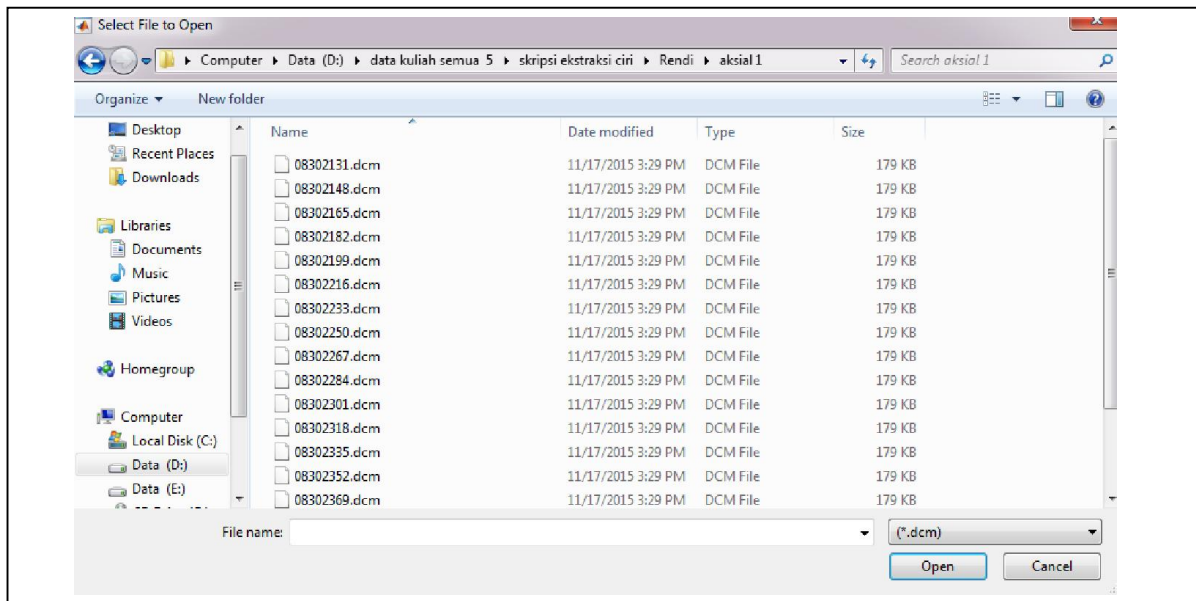 Select File to Open
Computer Data (D:) data kuliah semua 5 skripsi ekstraksi ciri Rendi aksial 1 Search aksial 1
Organize New folder
Name Date modified Type Size
Desktop
Recent Places
Downloads
Libraries
Documents
Music
Pictures
Videos
Homegroup
Computer
Local Disk (C:)
Data (D:)
Data (E:)
08302131.dcm 11/17/2015 3:29 PM DCM File 179 KB
08302148.dcm 11/17/2015 3:29 PM DCM File 179 KB
08302165.dcm 11/17/2015 3:29 PM DCM File 179 KB
08302182.dcm 11/17/2015 3:29 PM DCM File 179 KB
08302199.dcm 11/17/2015 3:29 PM DCM File 179 KB
08302216.dcm 11/17/2015 3:29 PM DCM File 179 KB
08302233.dcm 11/17/2015 3:29 PM DCM File 179 KB
08302250.dcm 11/17/2015 3:29 PM DCM File 179 KB
08302267.dcm 11/17/2015 3:29 PM DCM File 179 KB
08302284.dcm 11/17/2015 3:29 PM DCM File 179 KB
08302301.dcm 11/17/2015 3:29 PM DCM File 179 KB
08302318.dcm 11/17/2015 3:29 PM DCM File 179 KB
08302335.dcm 11/17/2015 3:29 PM DCM File 179 KB
08302352.dcm 11/17/2015 3:29 PM DCM File 179 KB
08302369.dcm 11/17/2015 3:29 PM DCM File 179 KB
File name: (*.dcm)
Open Cancel